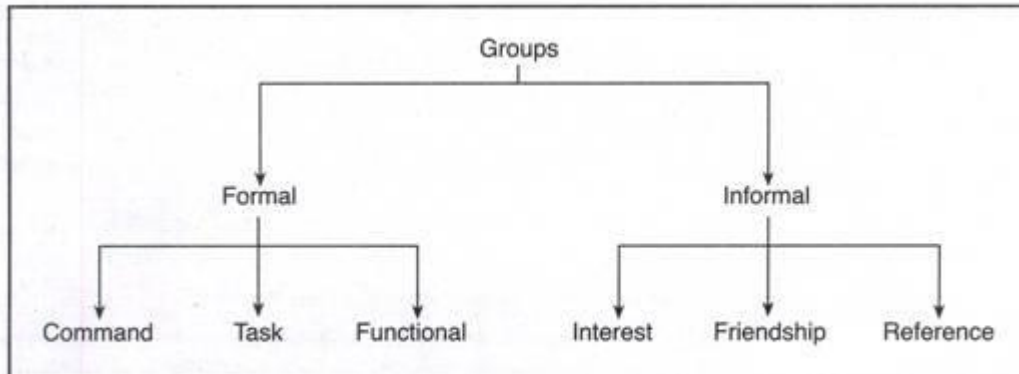 Groups
Formal Informal
Command Task Functional Interest Friendship Reference